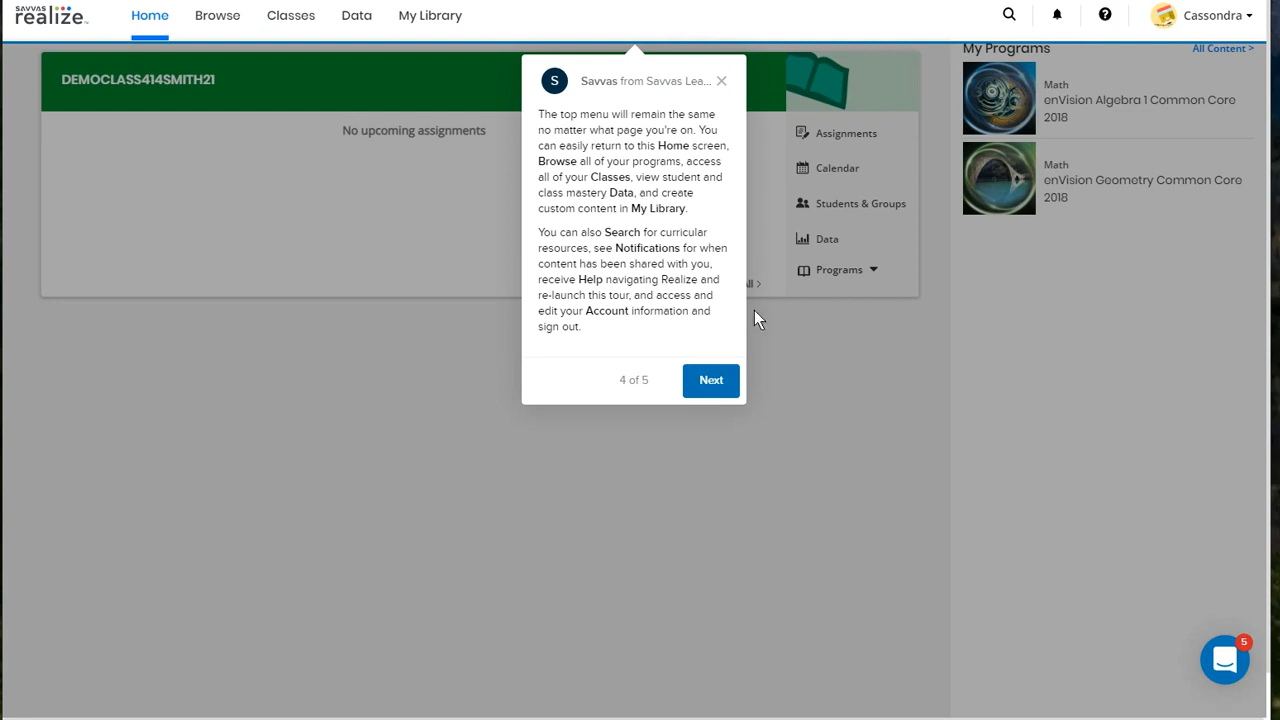 SAVVAS
realize
Home
Browse
Classes
Data
My Library
Cassondra
DEMOCLASS414SMITH21
No upcoming assignments
Assignments
Calendar
Students & Groups
Data
Programs
S
Savvas from Savvas Lea...
The top menu will remain the same
no matter what page you're on. You
can easily return to this Home screen,
Browse all of your programs, access
all of your Classes, view student and
class mastery Data, and create
custom content in My Library.
You can also Search for curricular
resources, see Notifications for when
content has been shared with you,
receive Help navigating Realize and
re-launch this tour, and access and
edit your Account information and
sign out.
4 of 5
Next
My Programs
All Content >
Math
enVision Algebra 1 Common Core
2018
Math
enVision Geometry Common Core
2018
5